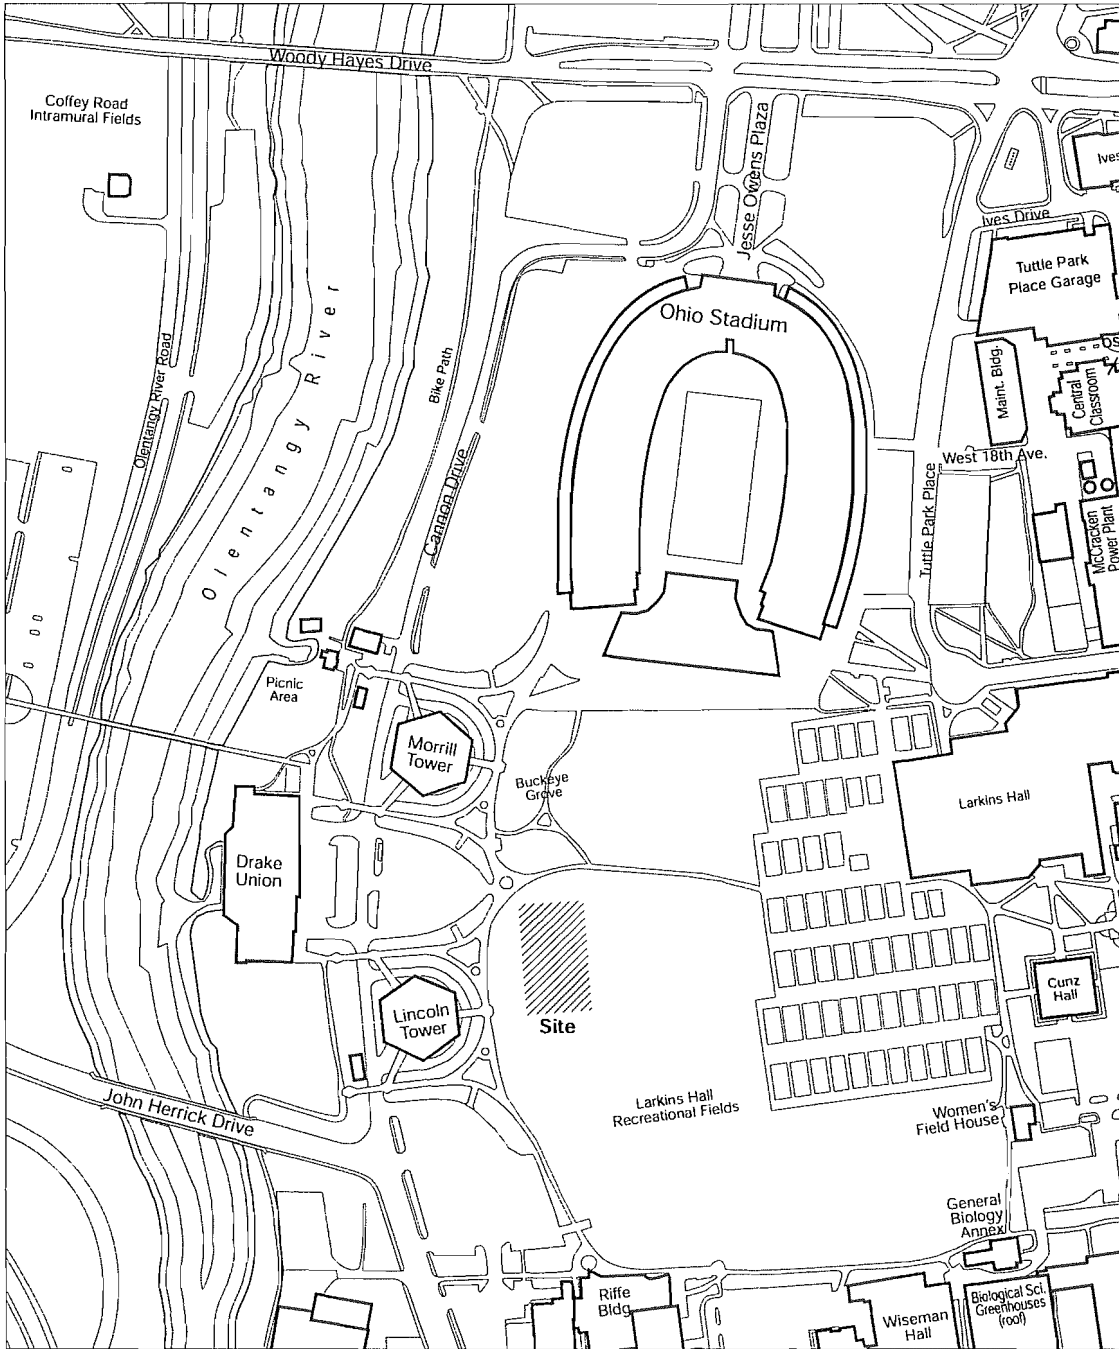 Woody Hayes Drive
Coffey Road
Intramural Fields
Jesse Owens Plaza
Ives
Ives Drive
Tuttle Park
Place Garage
Ohio Stadium
Olentangy River
Olentangy River Road
Bike Path
Cannon Drive
Maint. Bldg.
Central
Classroom
West 18th Ave.
Tuttle Park Place
McCracken
Power Plant
Picnic
Area
Morrill
Tower
Buckeye
Grove
Larkins Hall
Drake
Union
Cunz
Hall
Lincoln
Tower
Site
John Herrick Drive
Larkins Hall
Recreational Fields
Women's
Field House
General
Biology
Annex
Riffe
Bldg.
Wiseman
Hall
Biological Sci.
Greenhouses
(roof)